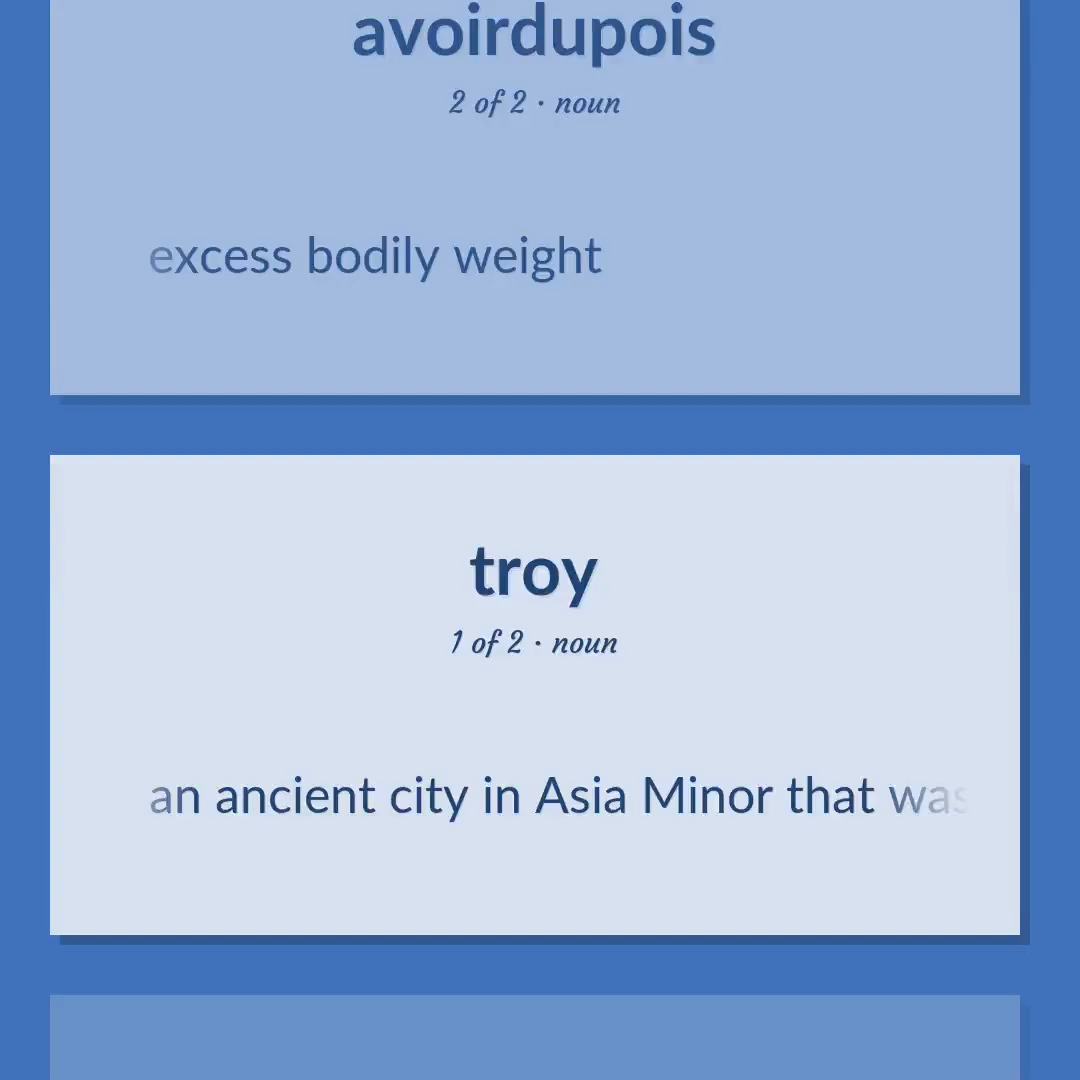 avoirdupois
2 of 2 · noun
excess bodily weight
troy
1 of 2 · noun
an ancient city in Asia Minor that was